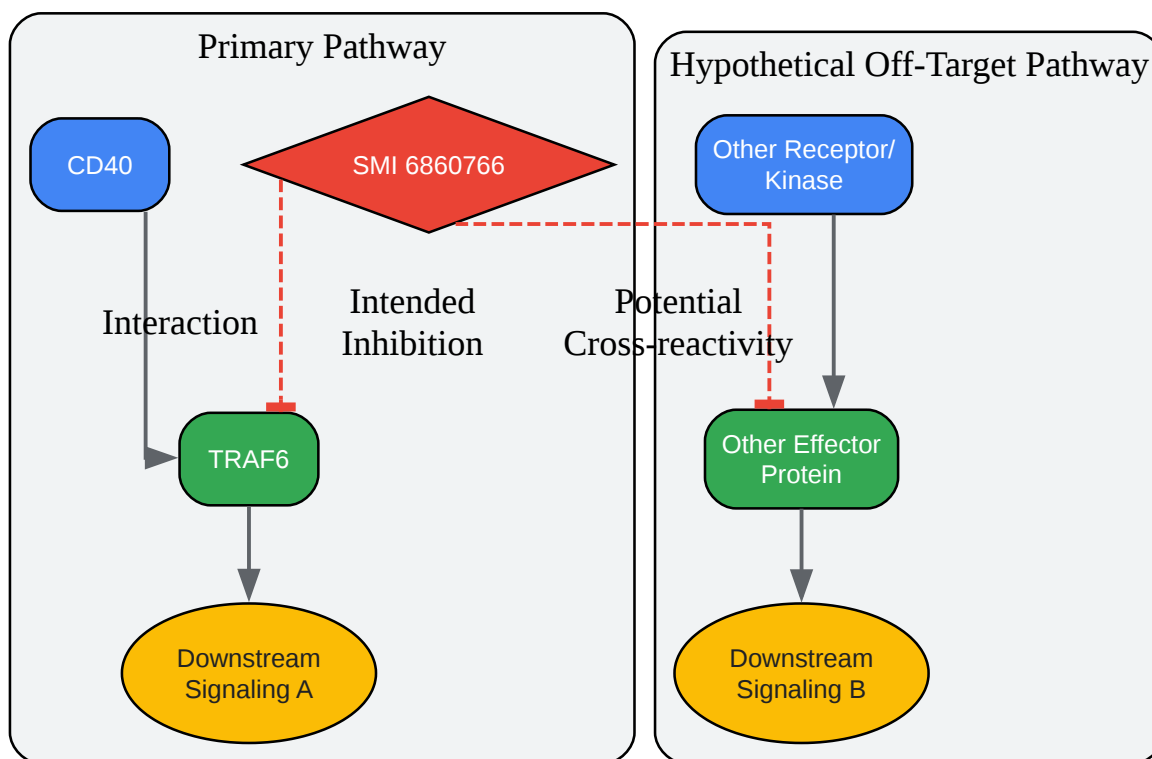 Primary Pathway
Hypothetical Off-Target Pathway
CD40
SMI 6860766
Other Receptor/
Kinase
Interaction
Intended
Inhibition
Potential
Cross-reactivity
TRAF6
Other Effector
Protein
Downstream
Signaling A
Downstream
Signaling B